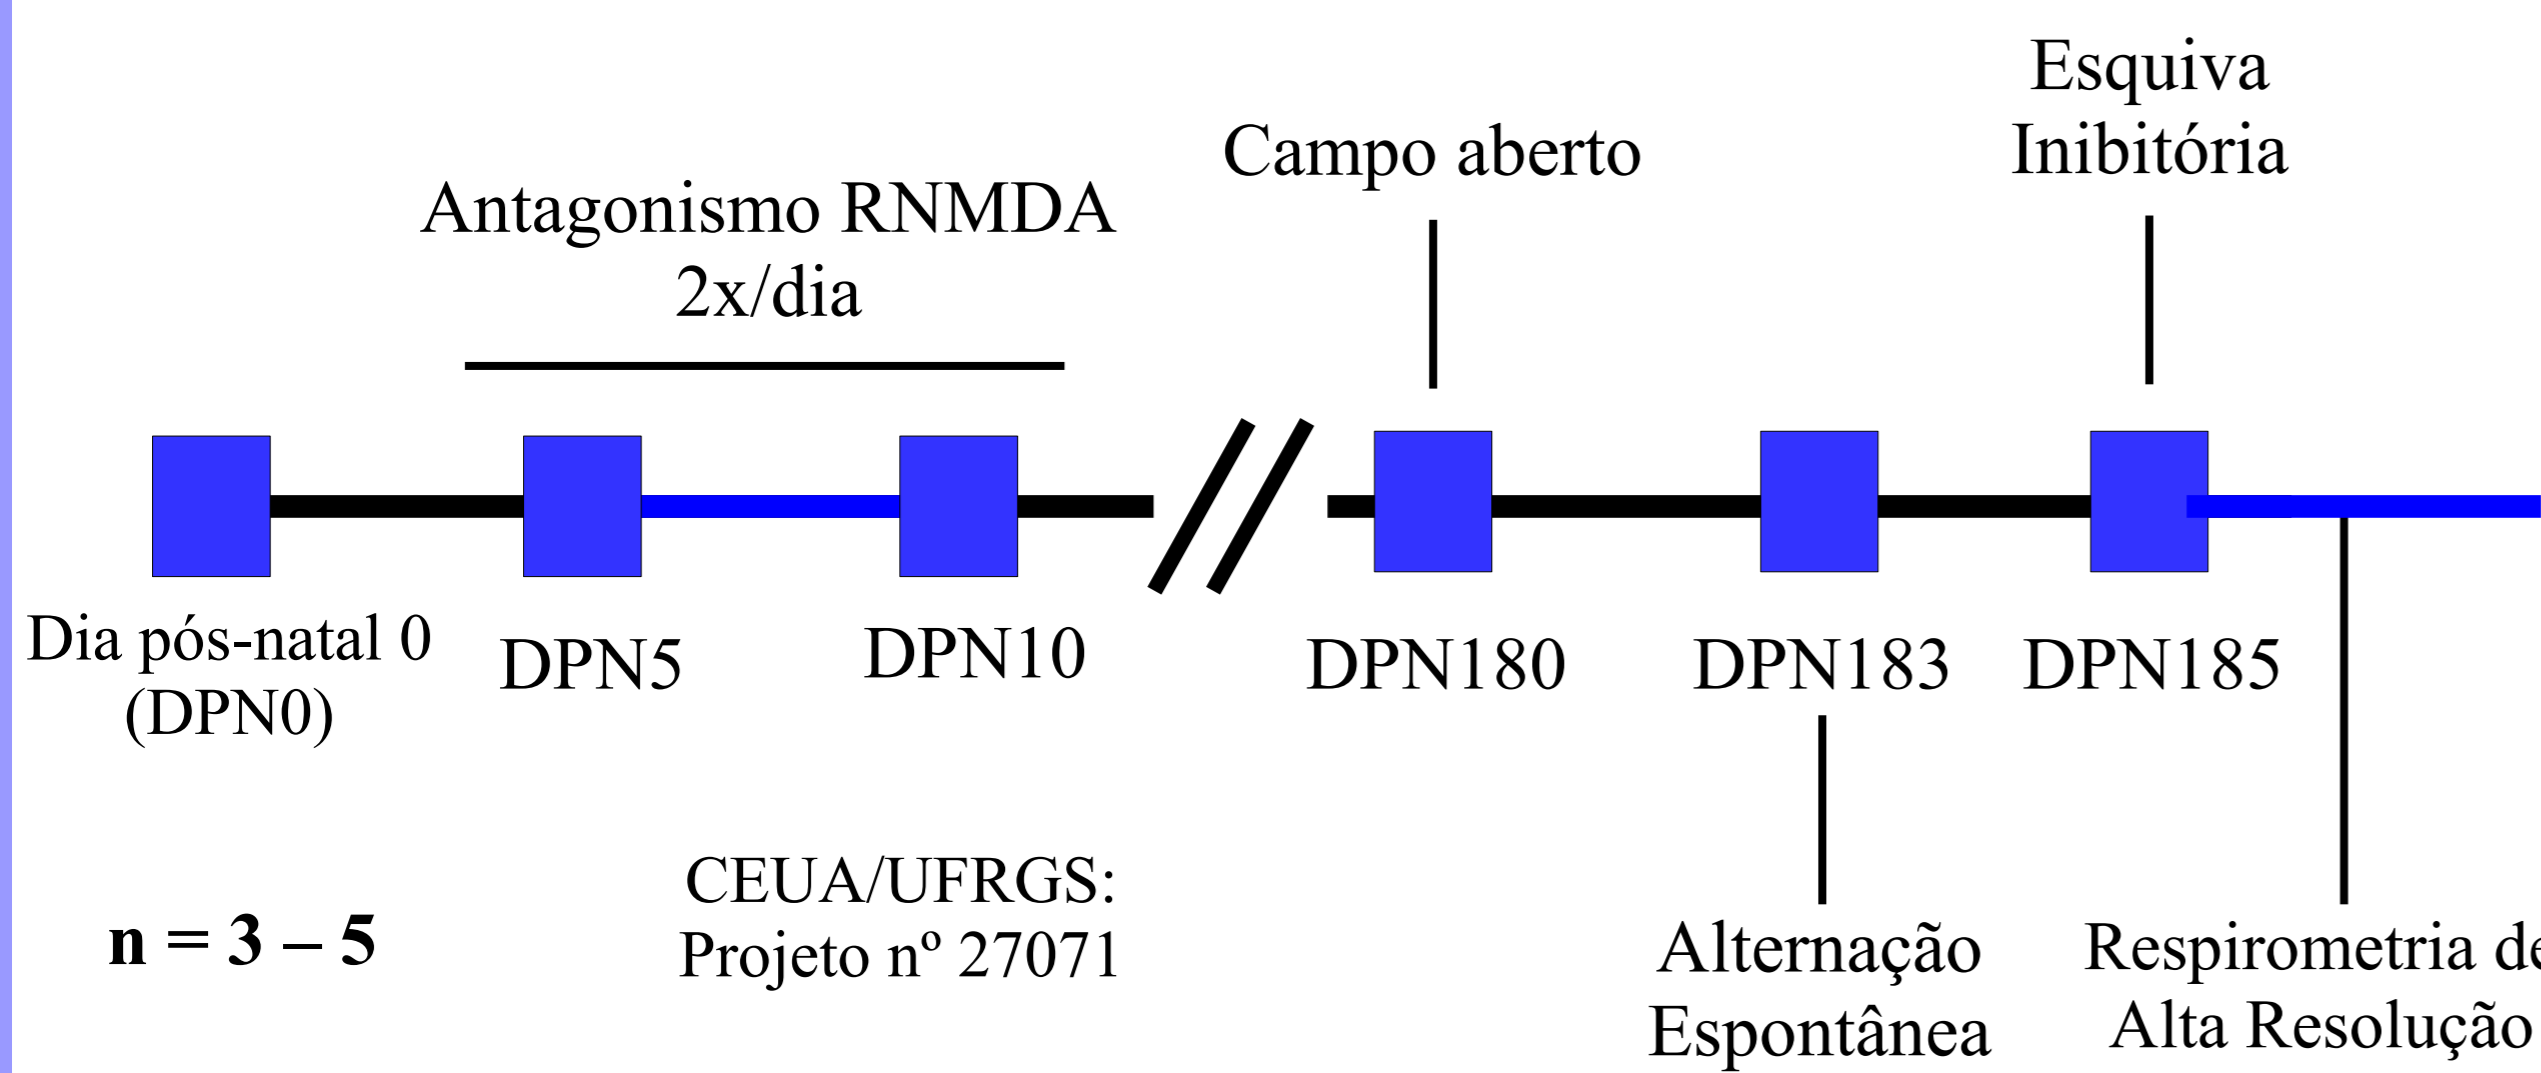 Esquiva
Inibitória
Campo aberto
Antagonismo RNMDA
2x/dia
Dia pós-natal 0
(DPN0)
DPN5
DPN10
DPN180
DPN183
DPN185
CEUA/UFRGS:
Projeto nº 27071
n = 3 – 5
Alternação
Espontânea
Respirometria de
Alta Resolução